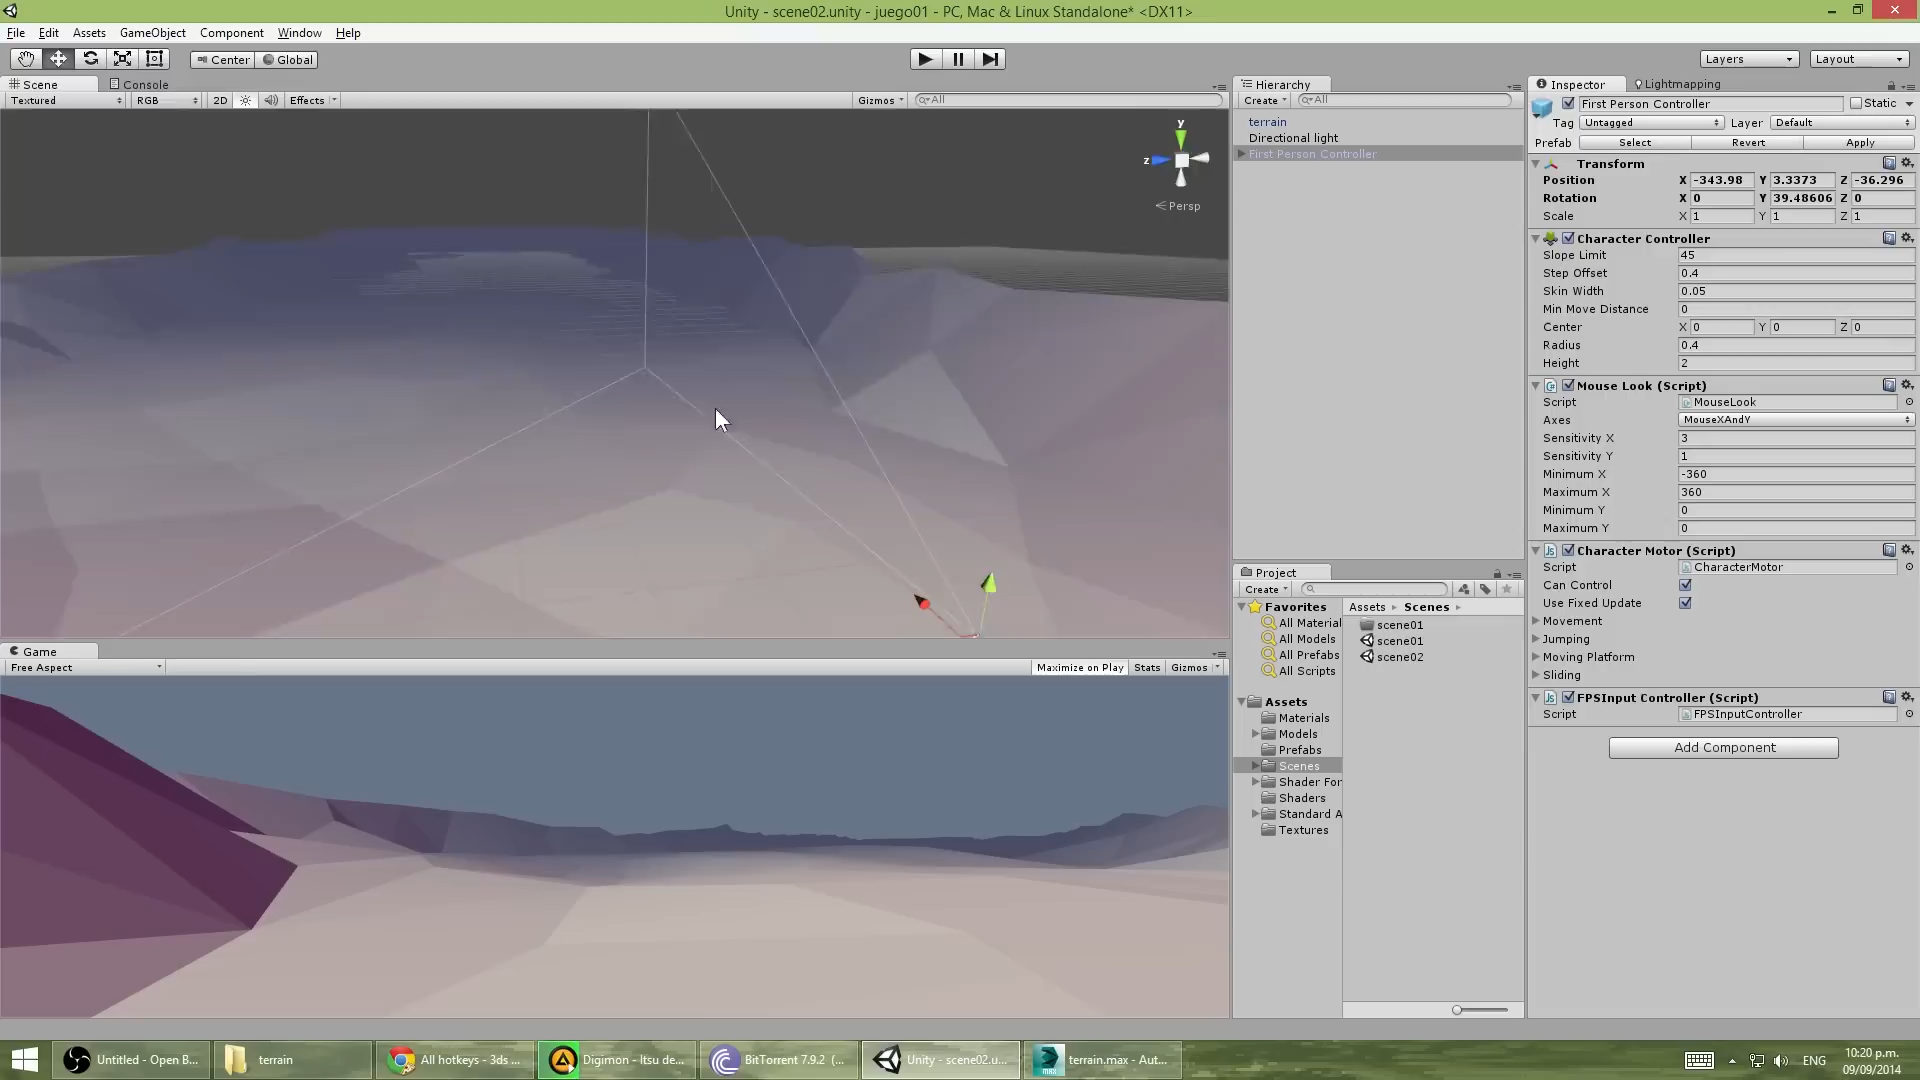 Unity - scene02.unity - juego01 - PC, Mac & Linux Standalone* <DX11>
File Edit Assets GameObject Component Window Help
Center Global Layers Layout
Scene Console
Textured RGB 2D Effects Gizmos All
y
z
Persp
Game
Free Aspect Maximize on Play Stats Gizmos
Hierarchy
Create All
terrain
Directional light
First Person Controller
Project
Create
Favorites
All Material
All Models
All Prefabs
All Scripts
Assets
Materials
Models
Prefabs
Scenes
Shader For
Shaders
Standard A
Textures
Assets Scenes
scene01
scene01
scene02
Inspector Lightmapping
First Person Controller Static
Tag Untagged Layer Default
Prefab Select Revert Apply
Transform
Position X -343.98 Y 3.3373 Z -36.296
Rotation X 0 Y 39.48606 Z 0
Scale X 1 Y 1 Z 1
Character Controller
Slope Limit 45
Step Offset 0.4
Skin Width 0.05
Min Move Distance 0
Center X 0 Y 0 Z 0
Radius 0.4
Height 2
Mouse Look (Script)
Script MouseLook
Axes MouseXAndY
Sensitivity X 3
Sensitivity Y 1
Minimum X -360
Maximum X 360
Minimum Y 0
Maximum Y 0
Character Motor (Script)
Script CharacterMotor
Can Control
Use Fixed Update
Movement
Jumping
Moving Platform
Sliding
FPSInput Controller (Script)
Script FPSInputController
Add Component
Untitled - Open B... terrain All hotkeys - 3ds ... Digimon - Itsu de... BitTorrent 7.9.2 (... Unity - scene02.u... MAX terrain.max - Aut... ENG 10:20 p.m.
09/09/2014